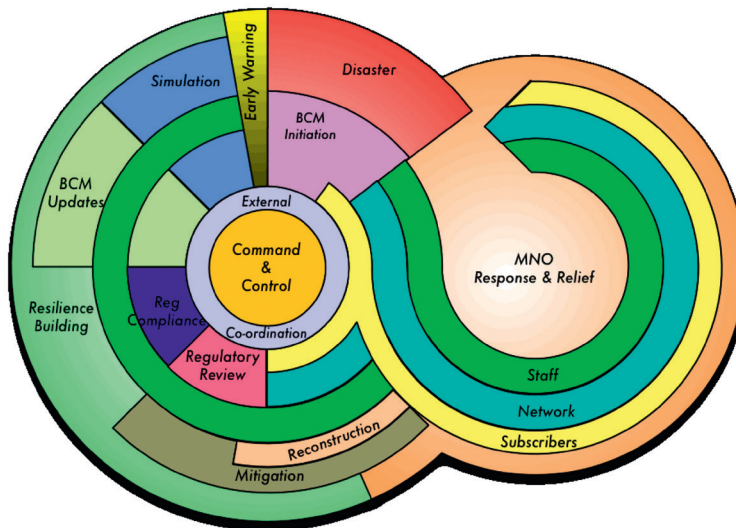 Simulation
Early Warning
Disaster
BCM
Initiation
BCM
Updates
External
Command
&
Control
Co-ordination
MNO
Response & Relief
Resilience
Building
Reg
Compliance
Regulatory
Review
Staff
Network
Subscribers
Reconstruction
Mitigation